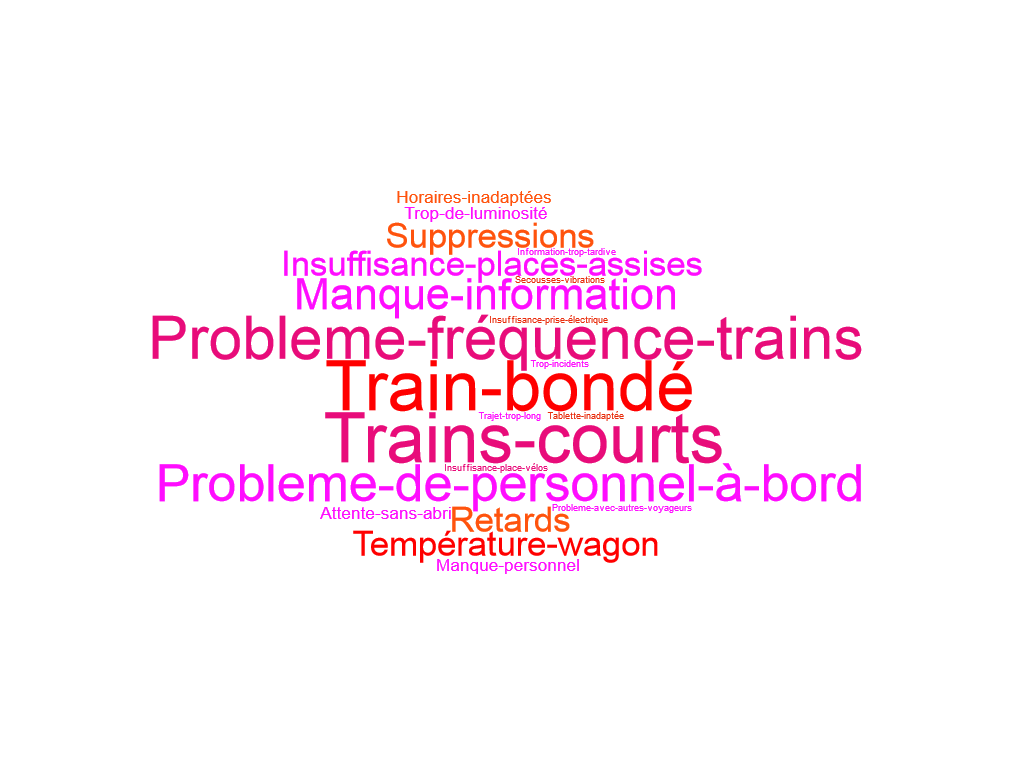 Horaires-inadaptées
Trop-de-luminosité
Suppressions
Information-trop-tardive
Insuffisance-places-assises
Secousses-vibrations
Manque-information
Insuffisance-prise-électrique
Probleme-fréquence-trains
Trop-incidents
Train-bondé
Trajet-trop-long Tablette-inadaptée
Trains-courts
Insuffisance-place-vélos
Probleme-de-personnel-à-bord
Probleme-avec-autres-voyageurs
Attente-sans-abri
Retards
Température-wagon
Manque-personnel